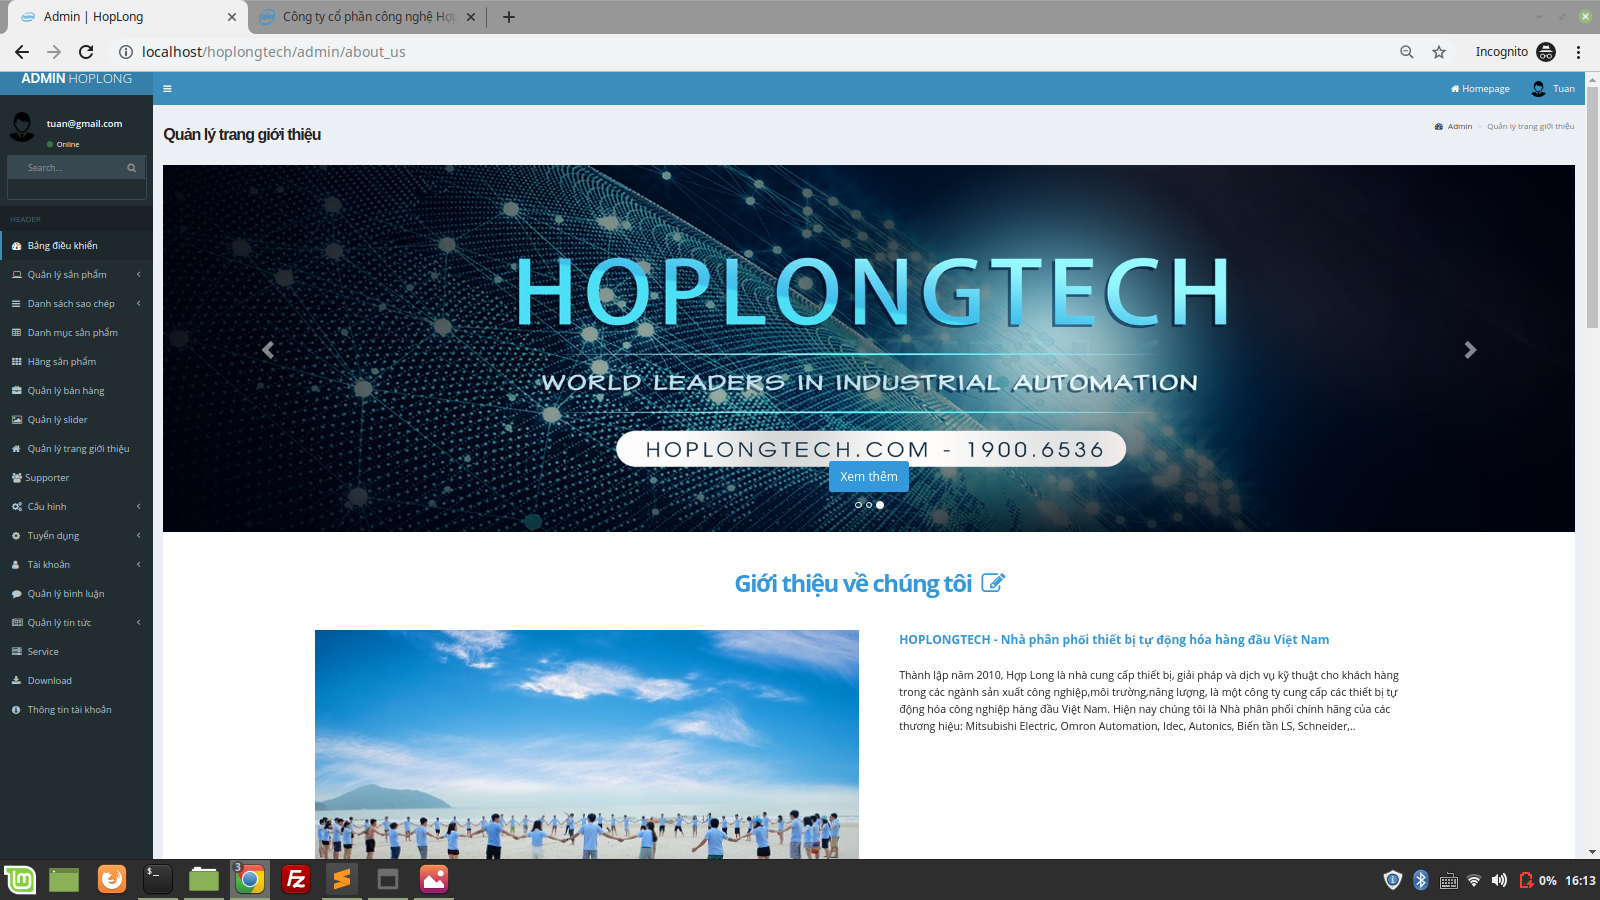 Admin | HopLong
Công ty cổ phần công nghệ Hợp
localhost/hoplongtech/admin/about_us
Incognito
ADMIN HOPLONG
Homepage
Tuan
tuan@gmail.com
Online
Search...
HEADER
Bảng điều khiển
Quản lý sản phẩm
Danh sách sao chép
Danh mục sản phẩm
Hãng sản phẩm
Quản lý bán hàng
Quản lý slider
Quản lý trang giới thiệu
Supporter
Cấu hình
Tuyển dụng
Tài khoản
Quản lý bình luận
Quản lý tin tức
Service
Download
Thông tin tài khoản
Quản lý trang giới thiệu
Admin > Quản lý trang giới thiệu
HOPLONGTECH
WORLD LEADERS IN INDUSTRIAL AUTOMATION
HOPLONGTECH.COM - 1900.6536
Xem thêm
Giới thiệu về chúng tôi
HOPLONGTECH - Nhà phân phối thiết bị tự động hóa hàng đầu Việt Nam
Thành lập năm 2010, Hợp Long là nhà cung cấp thiết bị, giải pháp và dịch vụ kỹ thuật cho khách hàng
trong các ngành sản xuất công nghiệp,môi trường,năng lượng, là một công ty cung cấp các thiết bị tự
động hóa công nghiệp hàng đầu Việt Nam. Hiện nay chúng tôi là Nhà phân phối chính hãng của các
thương hiệu: Mitsubishi Electric, Omron Automation, Idec, Autonics, Biến tần LS, Schneider,..
3
0%
16:13